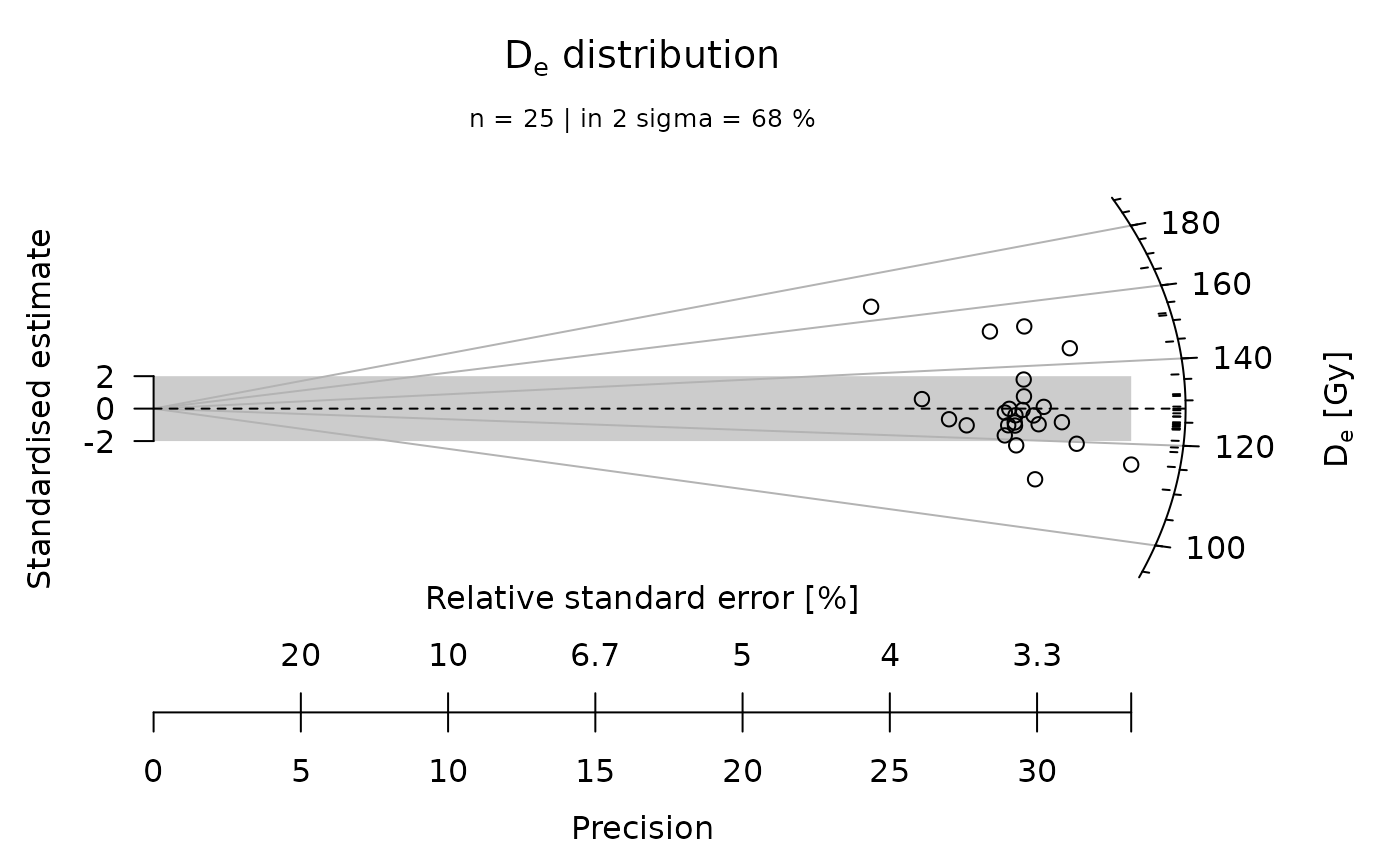 De distribution
n = 25 | in 2 sigma = 68 %
Standardised estimate
2
0
-2
180
160
140
120
100
De [Gy]
Relative standard error [%]
20 10 6.7 5 4 3.3
0 5 10 15 20 25 30
Precision